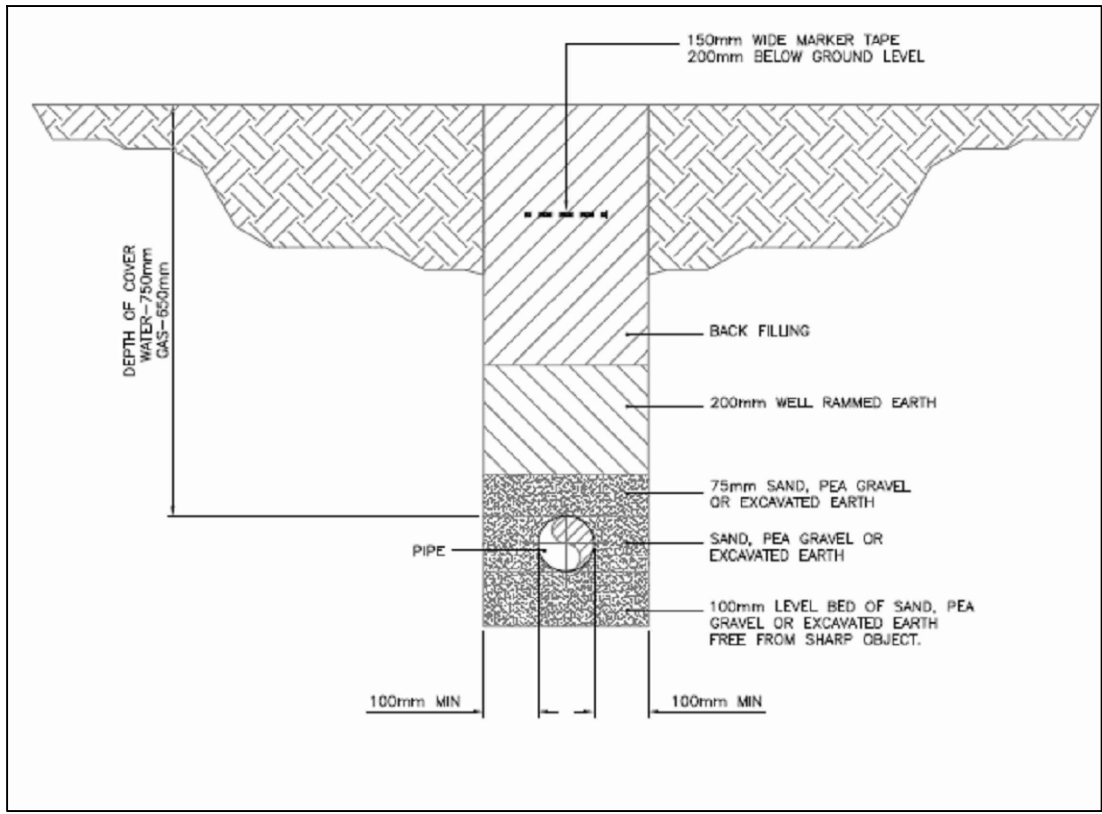 150mm WIDE MARKER TAPE
200mm BELOW GROUND LEVEL
DEPTH OF COVER
WATER-750mm
GAS-650mm
BACK FILLING
200mm WELL RAMMED EARTH
75mm SAND, PEA GRAVEL
OR EXCAVATED EARTH
PIPE
SAND, PEA GRAVEL OR
EXCAVATED EARTH
100mm LEVEL BED OF SAND, PEA
GRAVEL OR EXCAVATED EARTH
FREE FROM SHARP OBJECT.
100mm MIN
100mm MIN